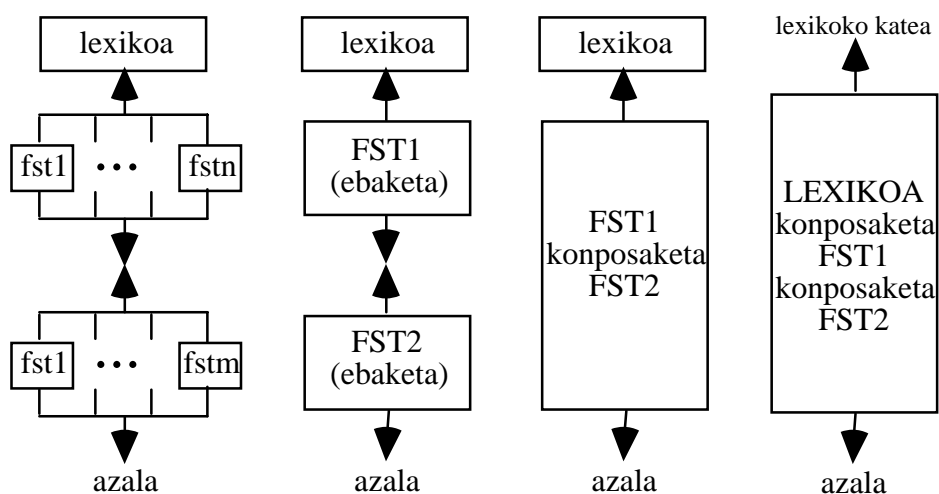 lexikoa
fst1 ... fstn
fst1 ... fstm
azala
lexikoa
FST1
(ebaketa)
FST2
(ebaketa)
azala
lexikoa
FST1
konposaketa
FST2
azala
lexikoko katea
LEXIKOA
konposaketa
FST1
konposaketa
FST2
azala